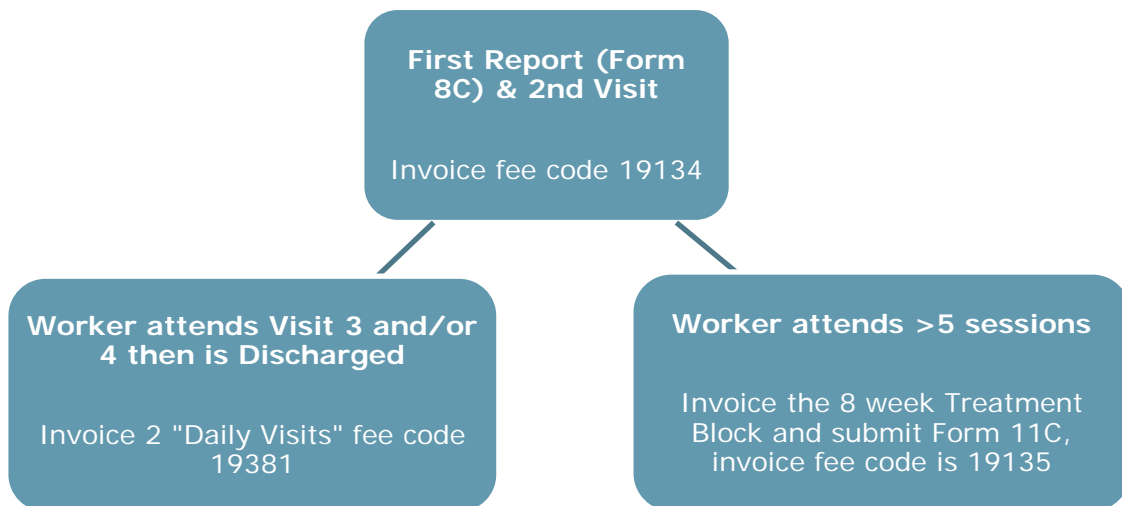 First Report (Form
8C) & 2nd Visit
Invoice fee code 19134
Worker attends Visit 3 and/or
4 then is Discharged
Invoice 2 "Daily Visits" fee code
19381
Worker attends >5 sessions
Invoice the 8 week Treatment
Block and submit Form 11C,
invoice fee code is 19135